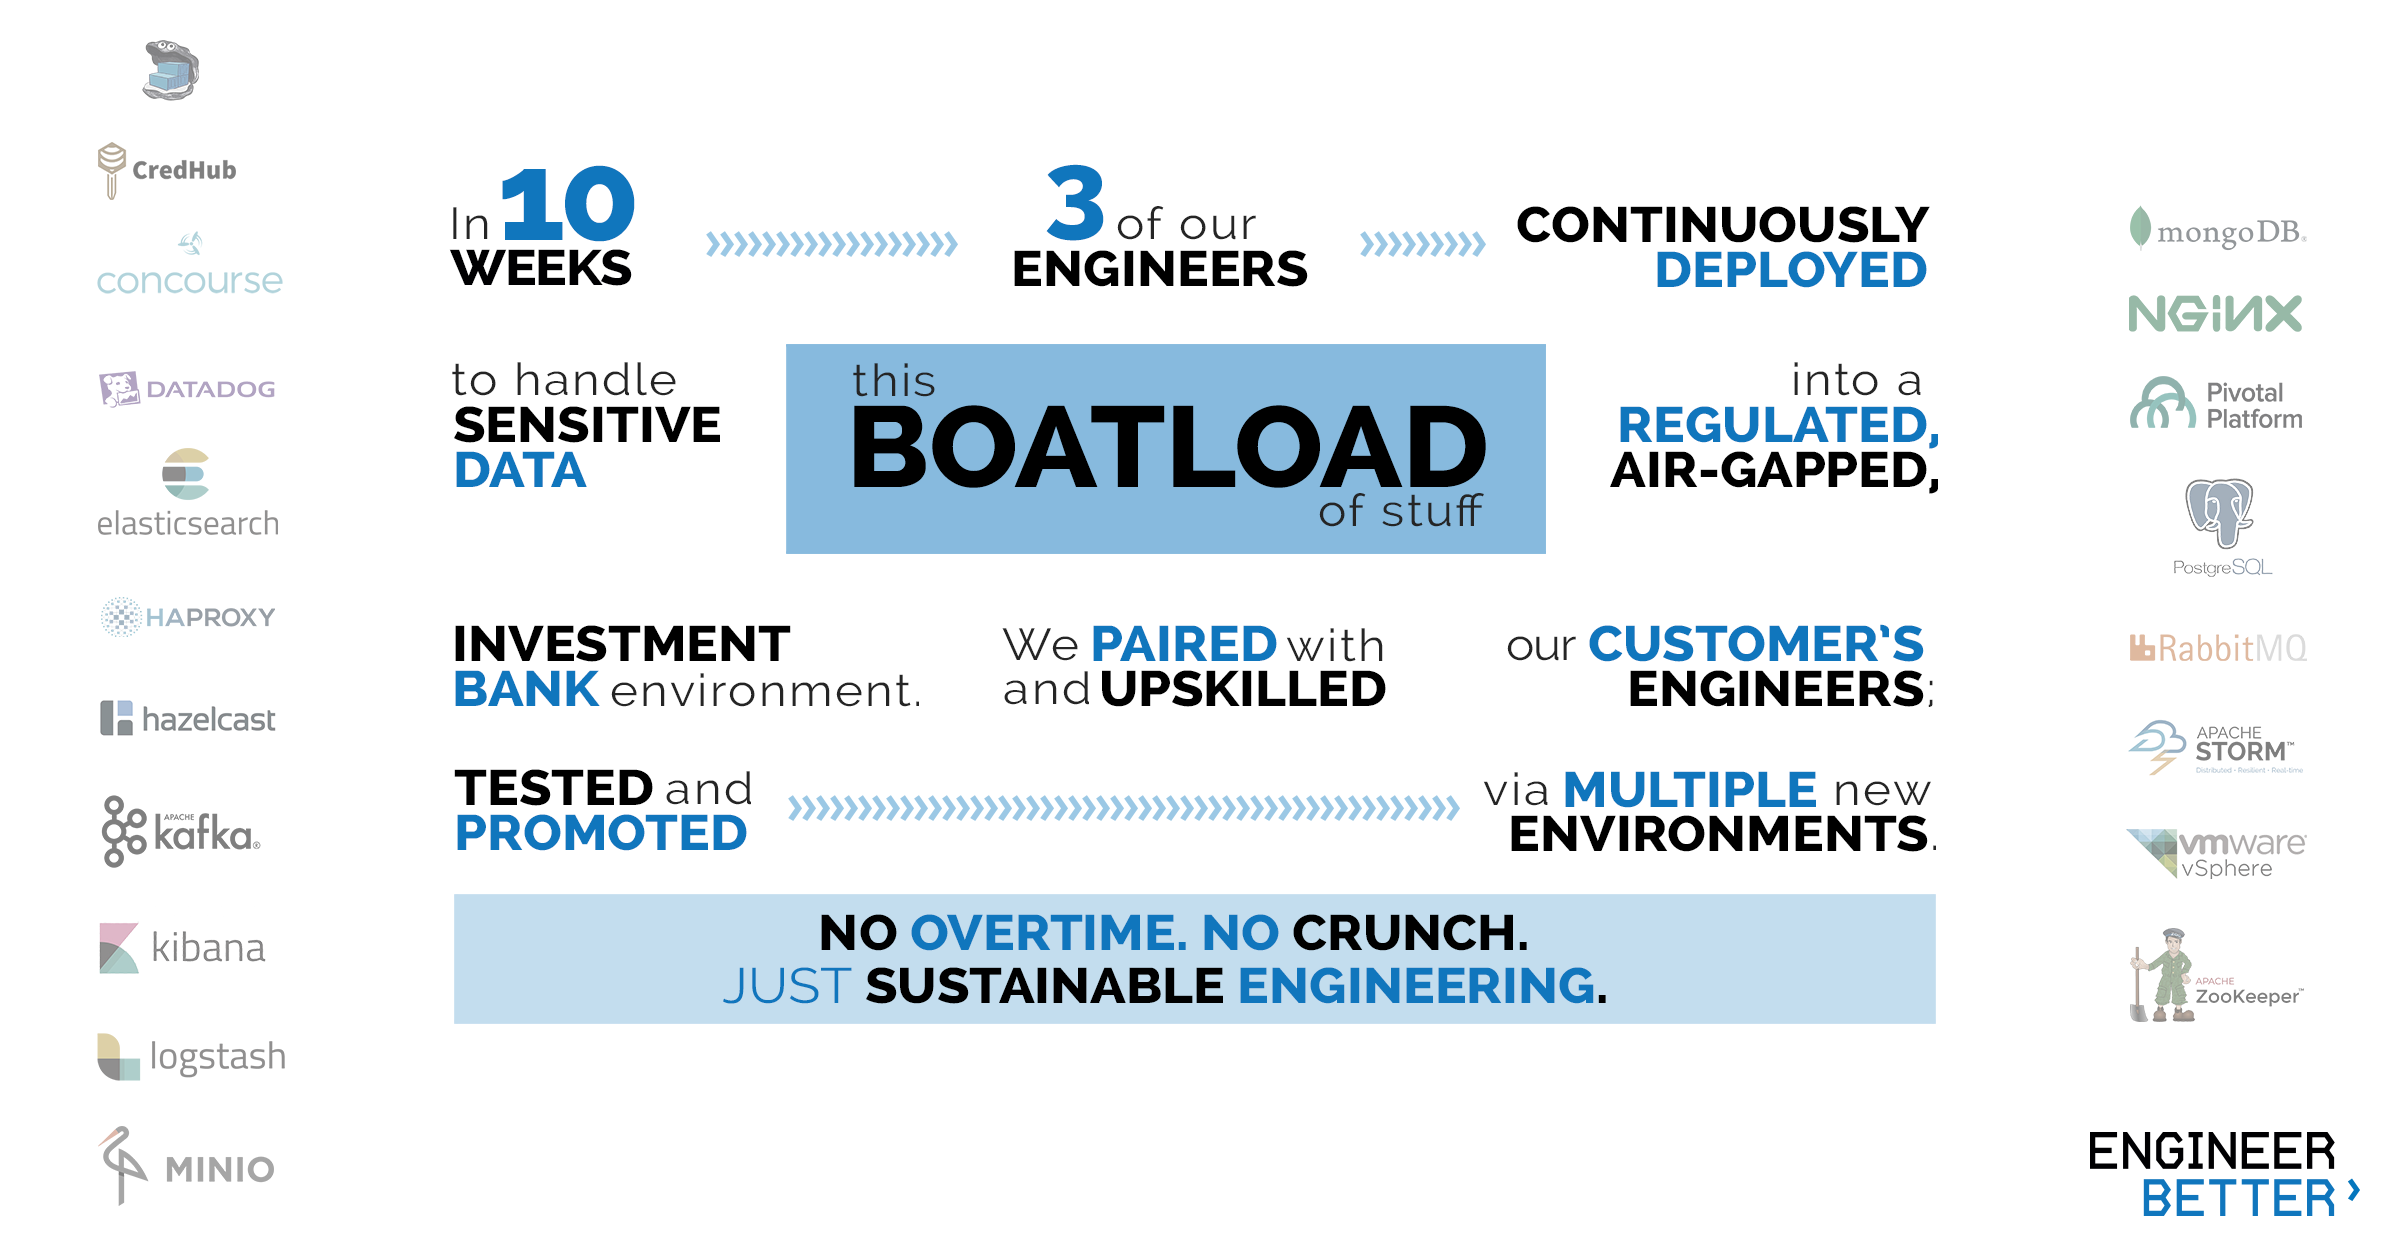 CredHub
concourse
DATADOG
elasticsearch
HAPROXY
hazelcast
APACHE
kafka®
kibana
logstash
MINIO
In 10
WEEKS
3 of our
ENGINEERS
CONTINUOUSLY
DEPLOYED
to handle
SENSITIVE
DATA
this
BOATLOAD
of stuff
into a
REGULATED,
AIR-GAPPED,
INVESTMENT
BANK environment.
We PAIRED with
and UPSKILLED
our CUSTOMER'S
ENGINEERS;
TESTED and
PROMOTED
via MULTIPLE new
ENVIRONMENTS.
NO OVERTIME. NO CRUNCH.
JUST SUSTAINABLE ENGINEERING.
mongoDB®
NGINX
Pivotal
Platform
PostgreSQL
RabbitMQ
APACHE
STORM™
Distributed • Resilient • Real-time
vmware®
vSphere
APACHE
ZooKeeper™
ENGINEER
BETTER